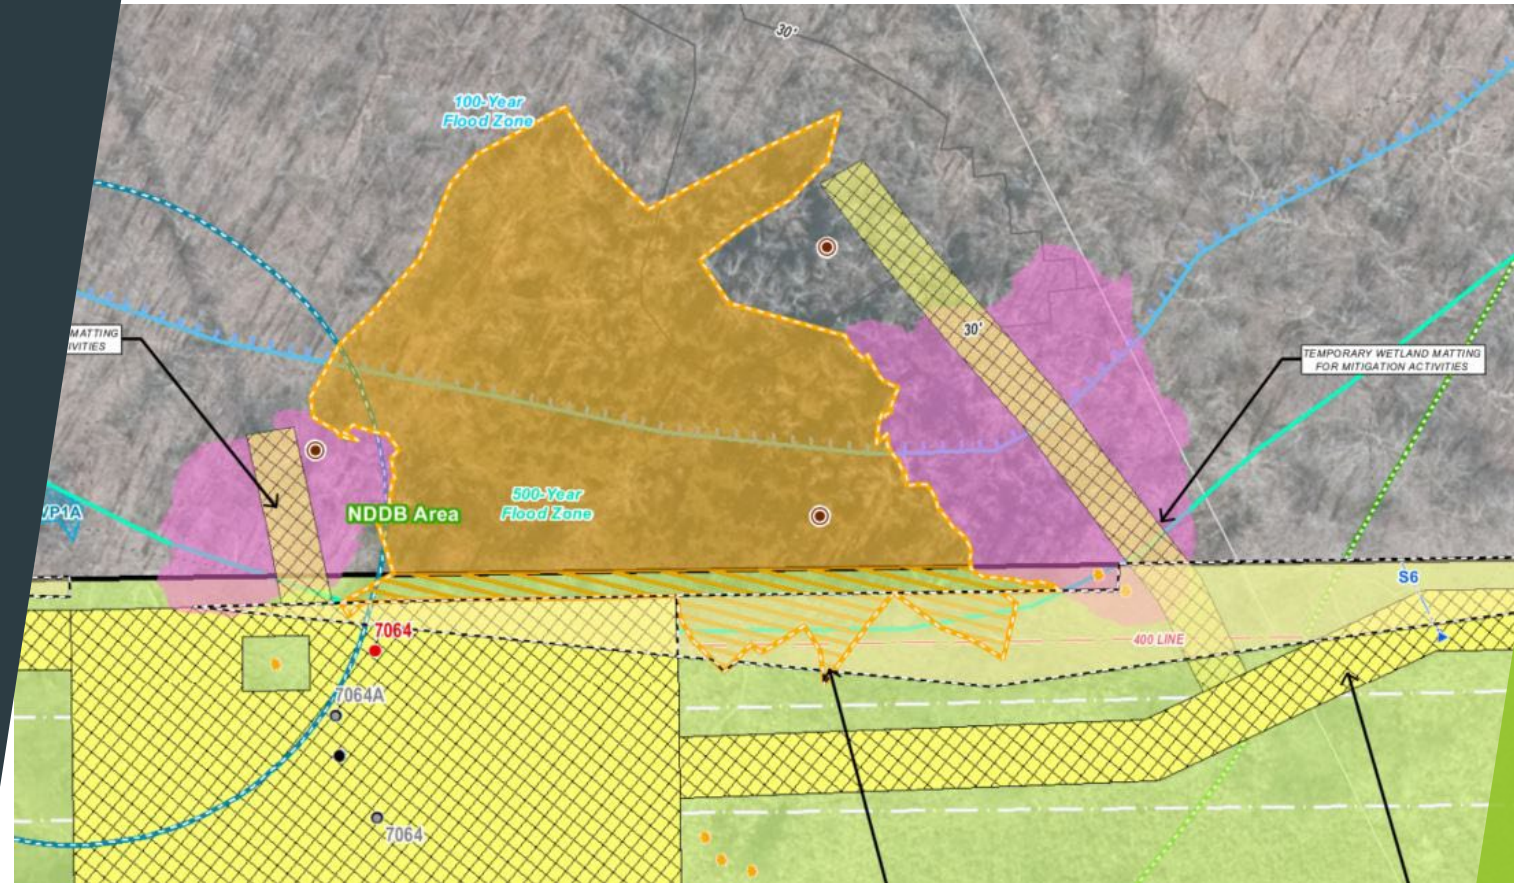 30'
100-Year
Flood Zone
MATTING
30'
TEMPORARY WETLAND MATTING
FOR MITIGATION ACTIVITIES
500-Year
Flood Zone
NDDB Area
S6
7064
400 LINE
7064A
7064